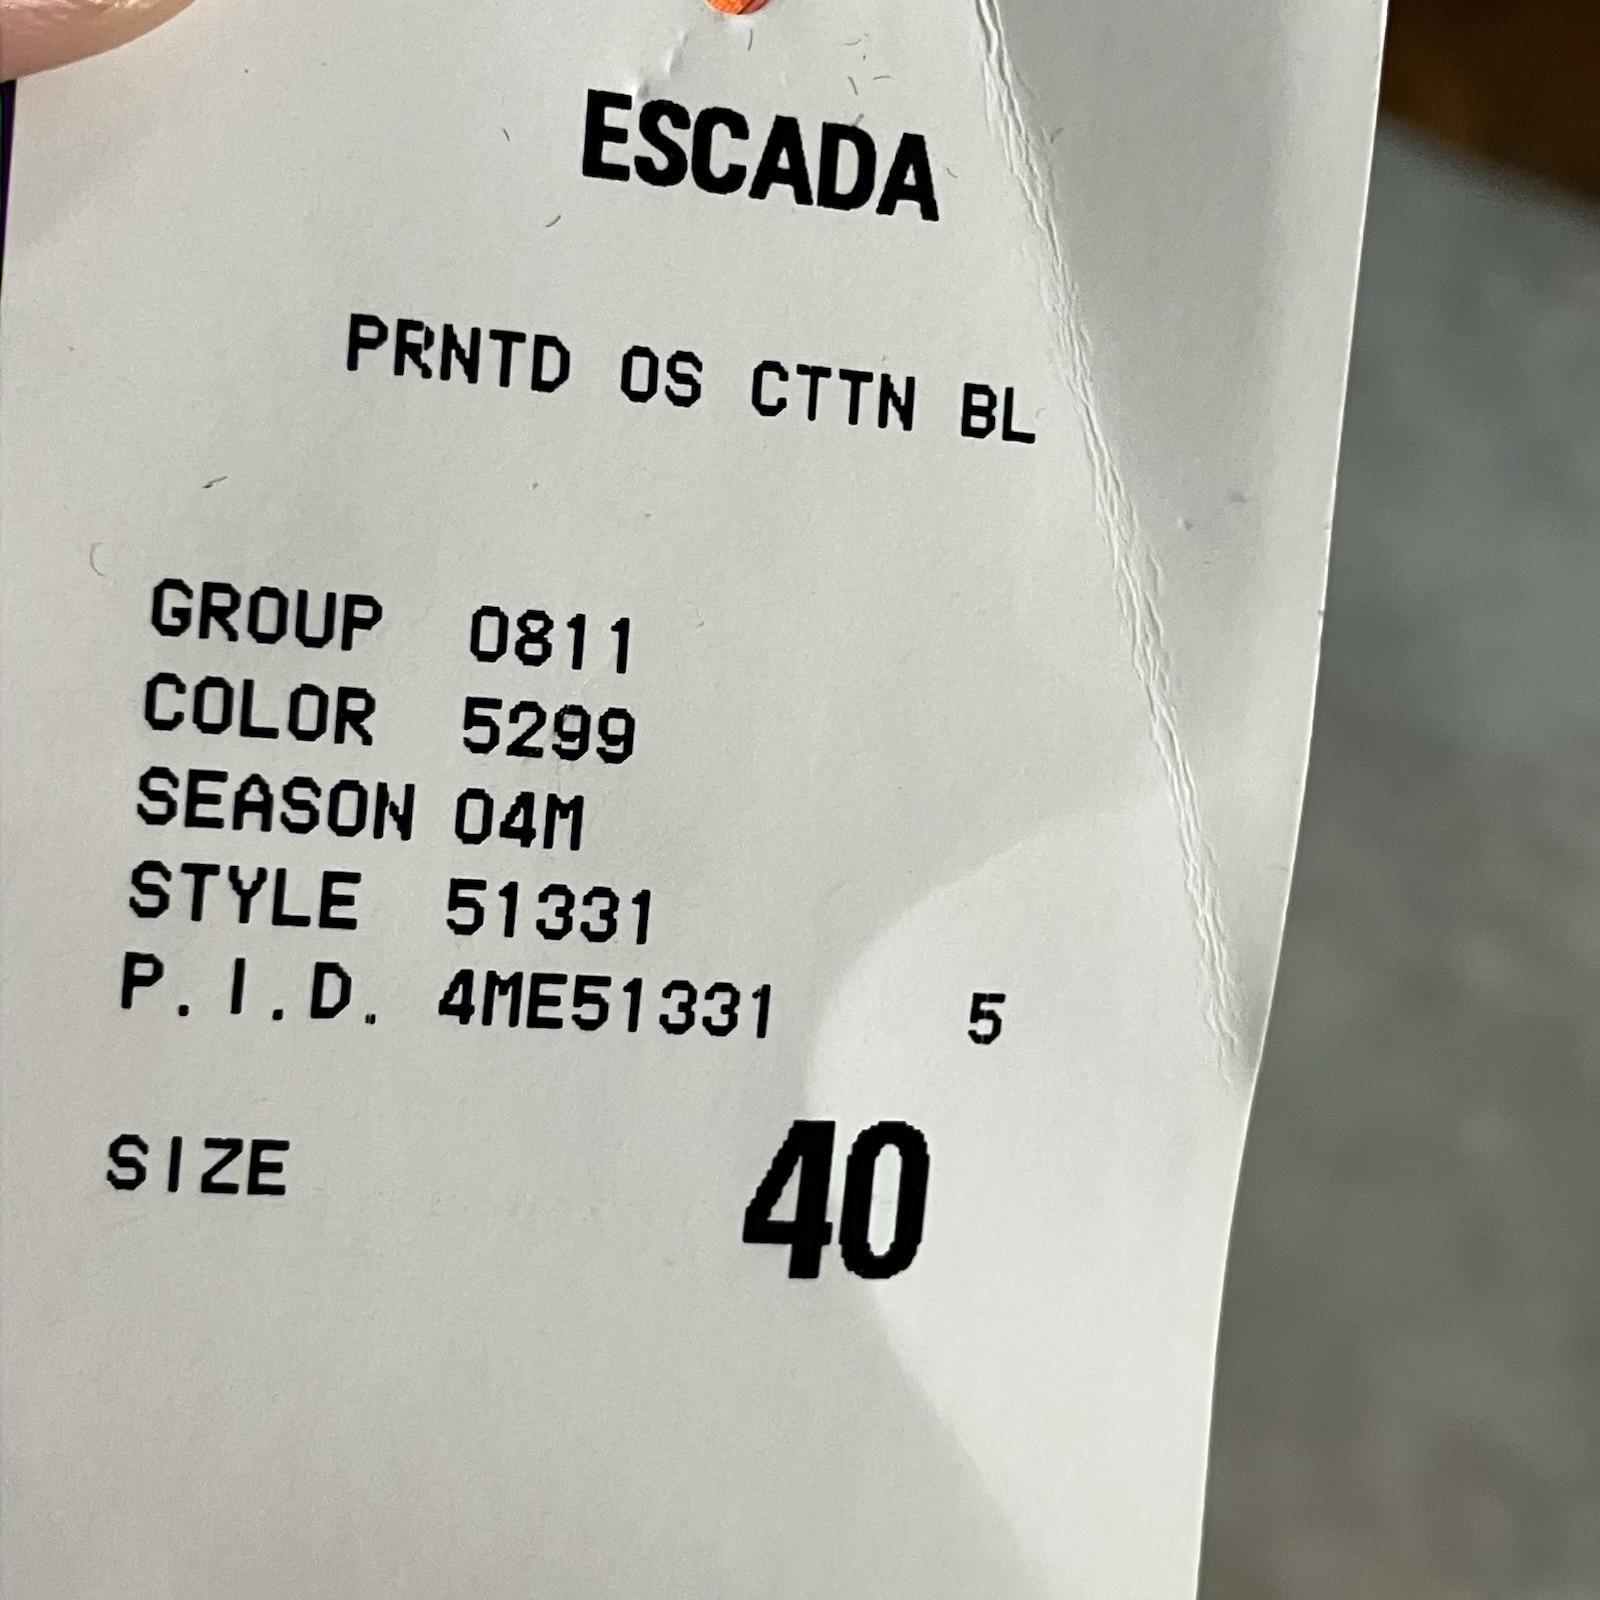 ESCADA
PRNTD OS CTTN BL
GROUP 0811
COLOR 5299
SEASON 04M
STYLE 51331
P.I.D. 4ME51331 5
SIZE 40